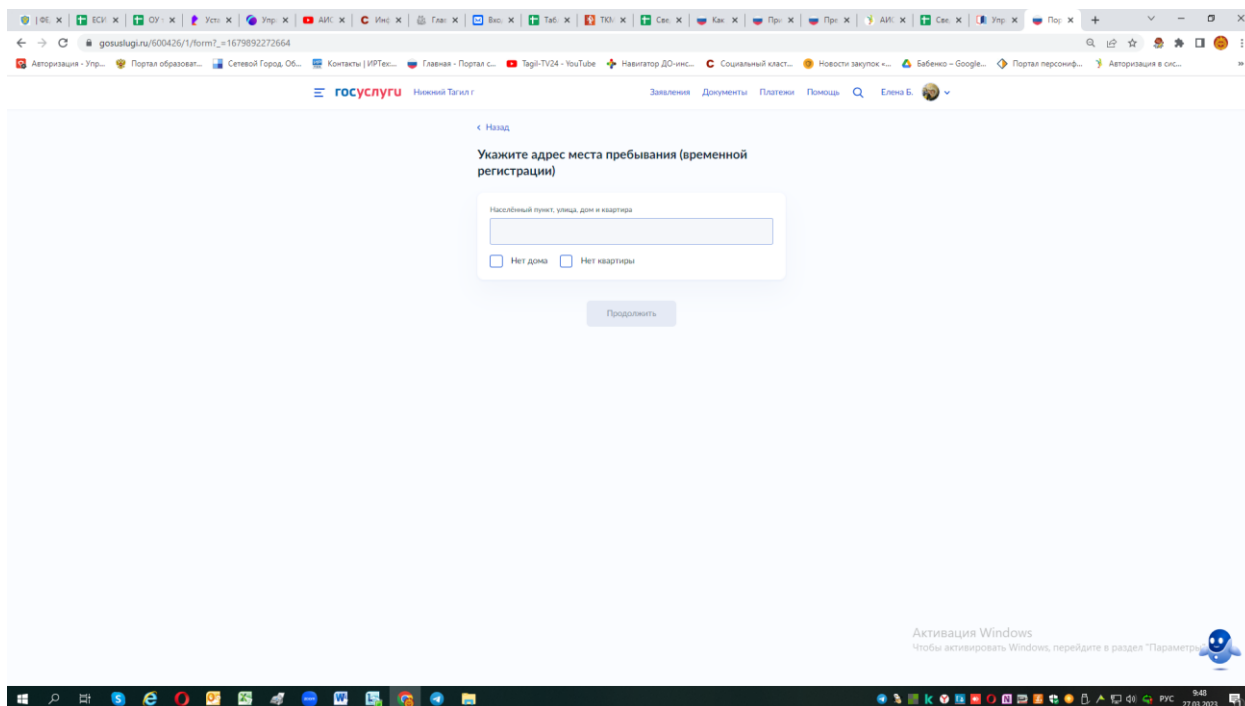 gosuslugi.ru/600426/1/form?_=1679892272664
Авторизация - Упр... Портал образоват... Сетевой Город. Об... Контакты | ИРТех:... Главная - Портал с... Tagil-TV24 - YouTube Навигатор ДО-инс... Социальный класт... Новости закупок «... Бабенко – Google... Портал персониф... Авторизация в сис...
госуслуги Нижний Тагил г Заявления Документы Платежи Помощь Елена Б.
Назад
Укажите адрес места пребывания (временной
регистрации)
Населённый пункт, улица, дом и квартира
Нет дома Нет квартиры
Продолжить
Активация Windows
Чтобы активировать Windows, перейдите в раздел "Параметры
РУС
9:48
27.03.2023